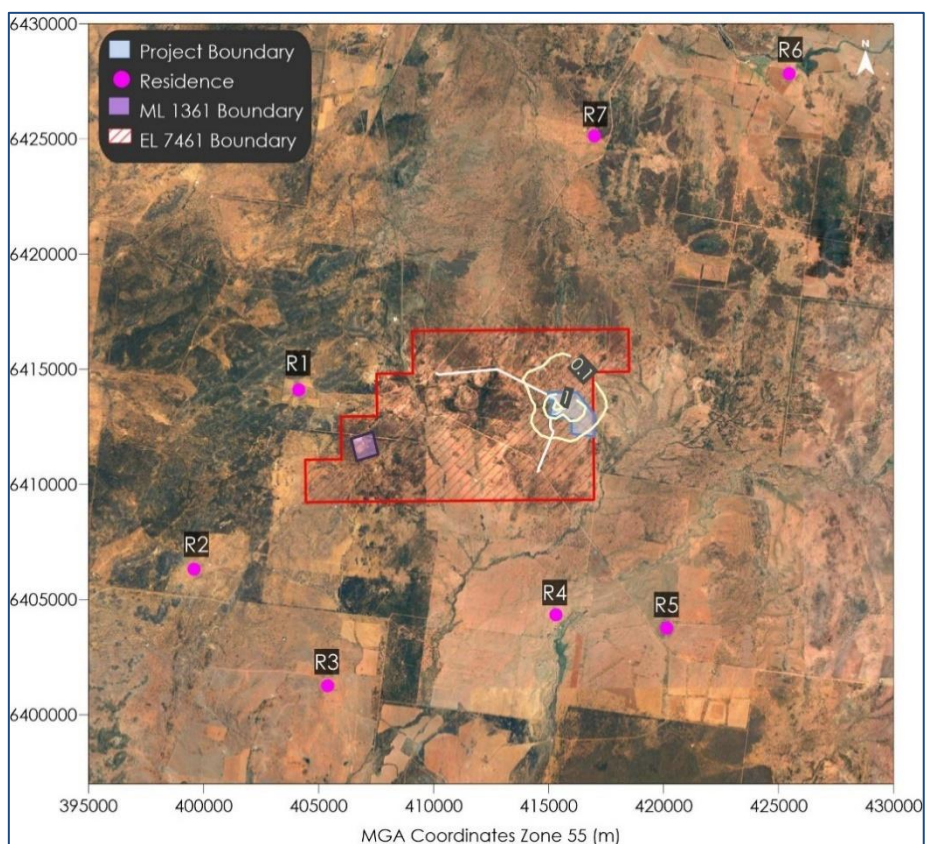 6430000
6425000
6420000
6415000
6410000
6405000
6400000
Project Boundary
Residence
ML 1361 Boundary
EL 7461 Boundary
N
R6
R7
R1
0.1
1
R2
R4
R5
R3
395000 400000 405000 410000 415000 420000 425000 430000
MGA Coordinates Zone 55 (m)